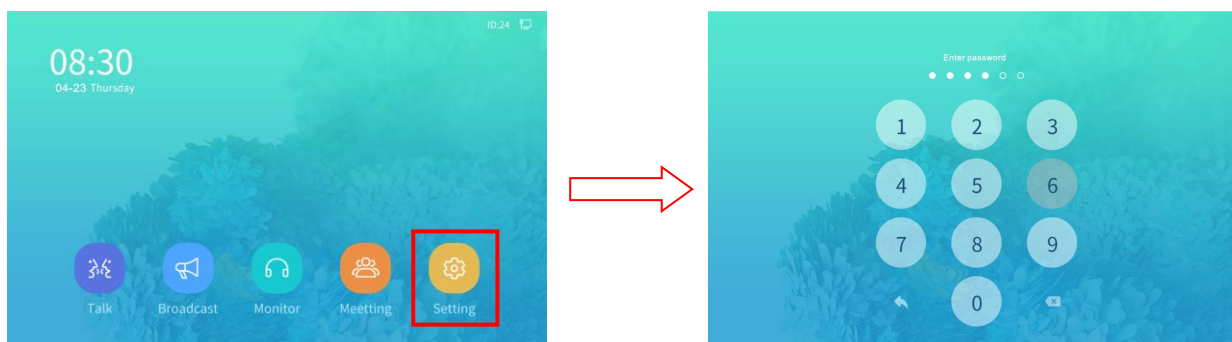 ID:24
08:30
04-23 Thursday
Talk Broadcast Monitor Meetting Setting
Enter password
1 2 3
4 5 6
7 8 9
0